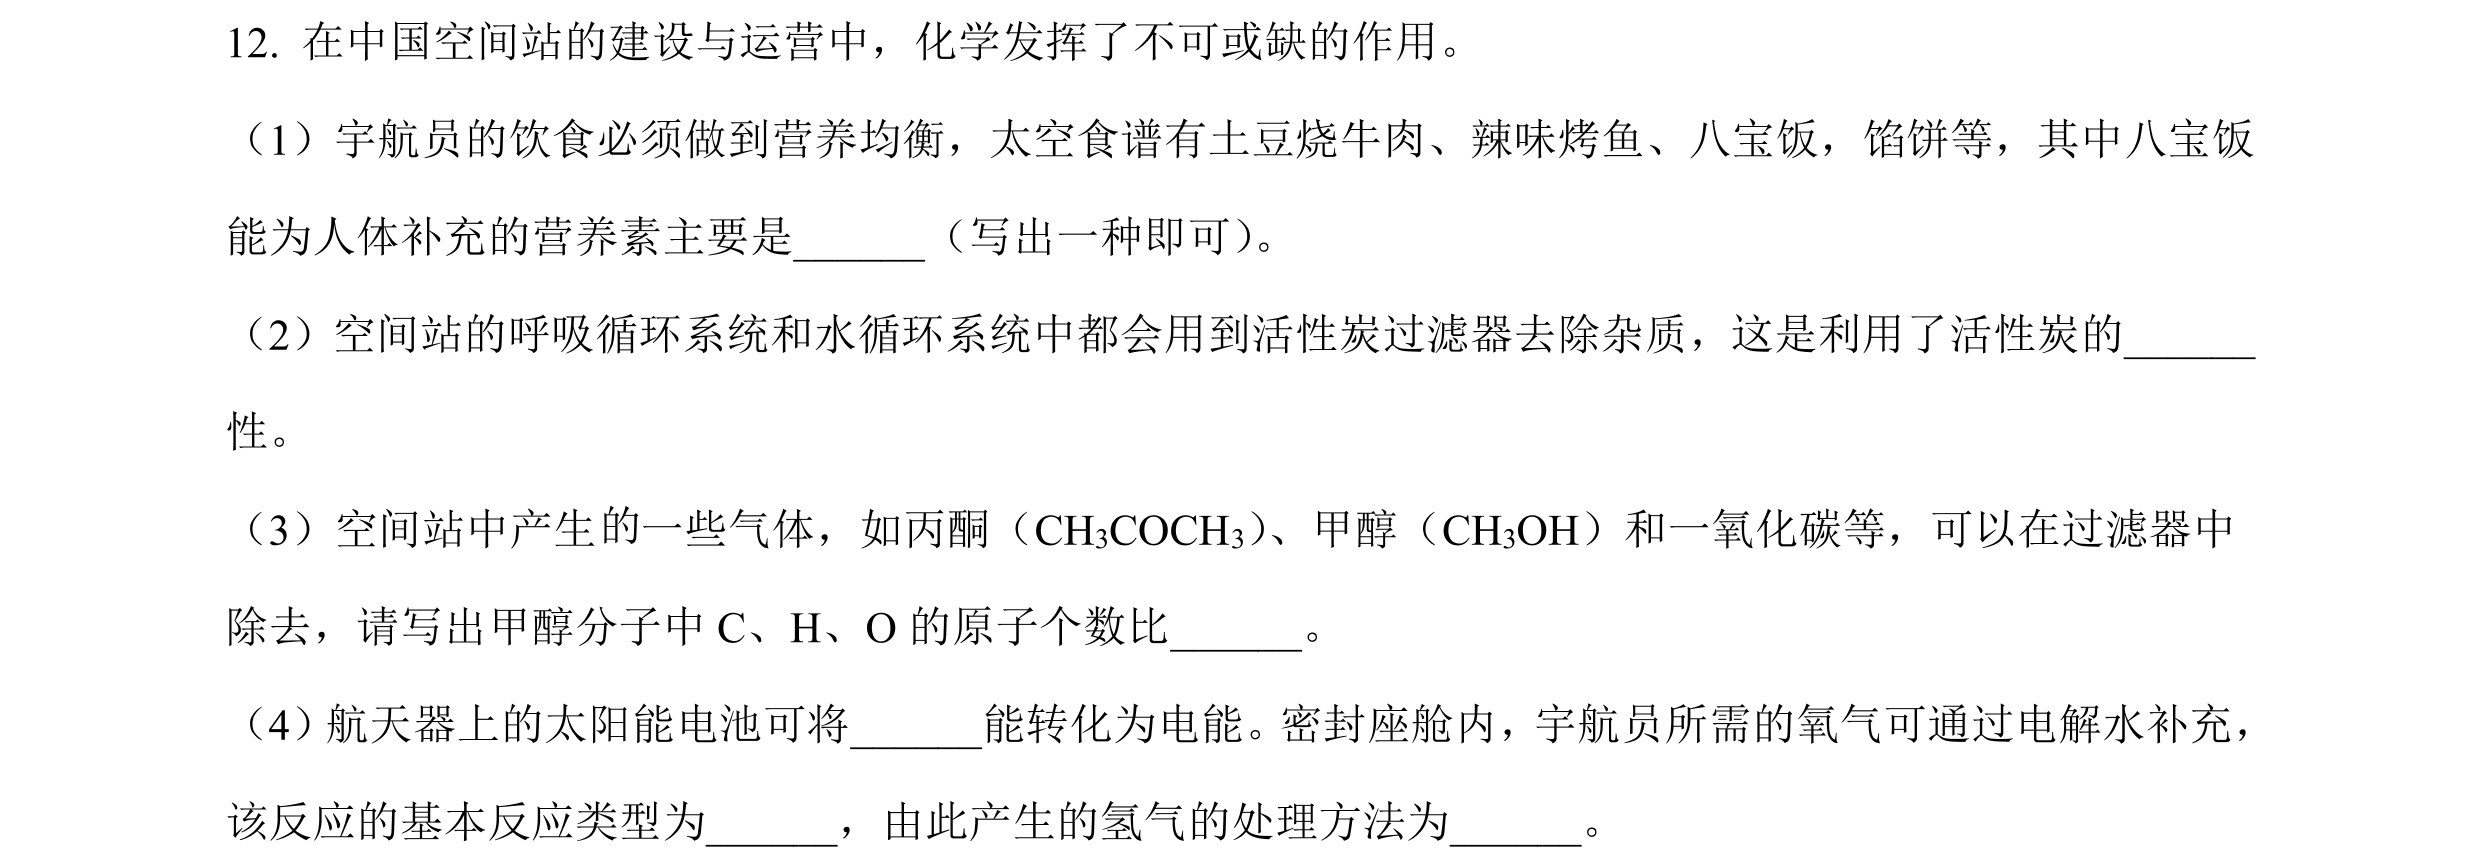 12. 在中国空间站的建设与运营中，化学发挥了不可或缺的作用。
（1）宇航员的饮食必须做到营养均衡，太空食谱有土豆烧牛肉、辣味烤鱼、八宝饭，馅饼等，其中八宝饭
能为人体补充的营养素主要是______（写出一种即可）。
（2）空间站的呼吸循环系统和水循环系统中都会用到活性炭过滤器去除杂质，这是利用了活性炭的______
性。
（3）空间站中产生的一些气体，如丙酮（CH₃COCH₃）、甲醇（CH₃OH）和一氧化碳等，可以在过滤器中
除去，请写出甲醇分子中 C、H、O 的原子个数比______。
（4）航天器上的太阳能电池可将______能转化为电能。密封座舱内，宇航员所需的氧气可通过电解水补充，
该反应的基本反应类型为______，由此产生的氢气的处理方法为______。